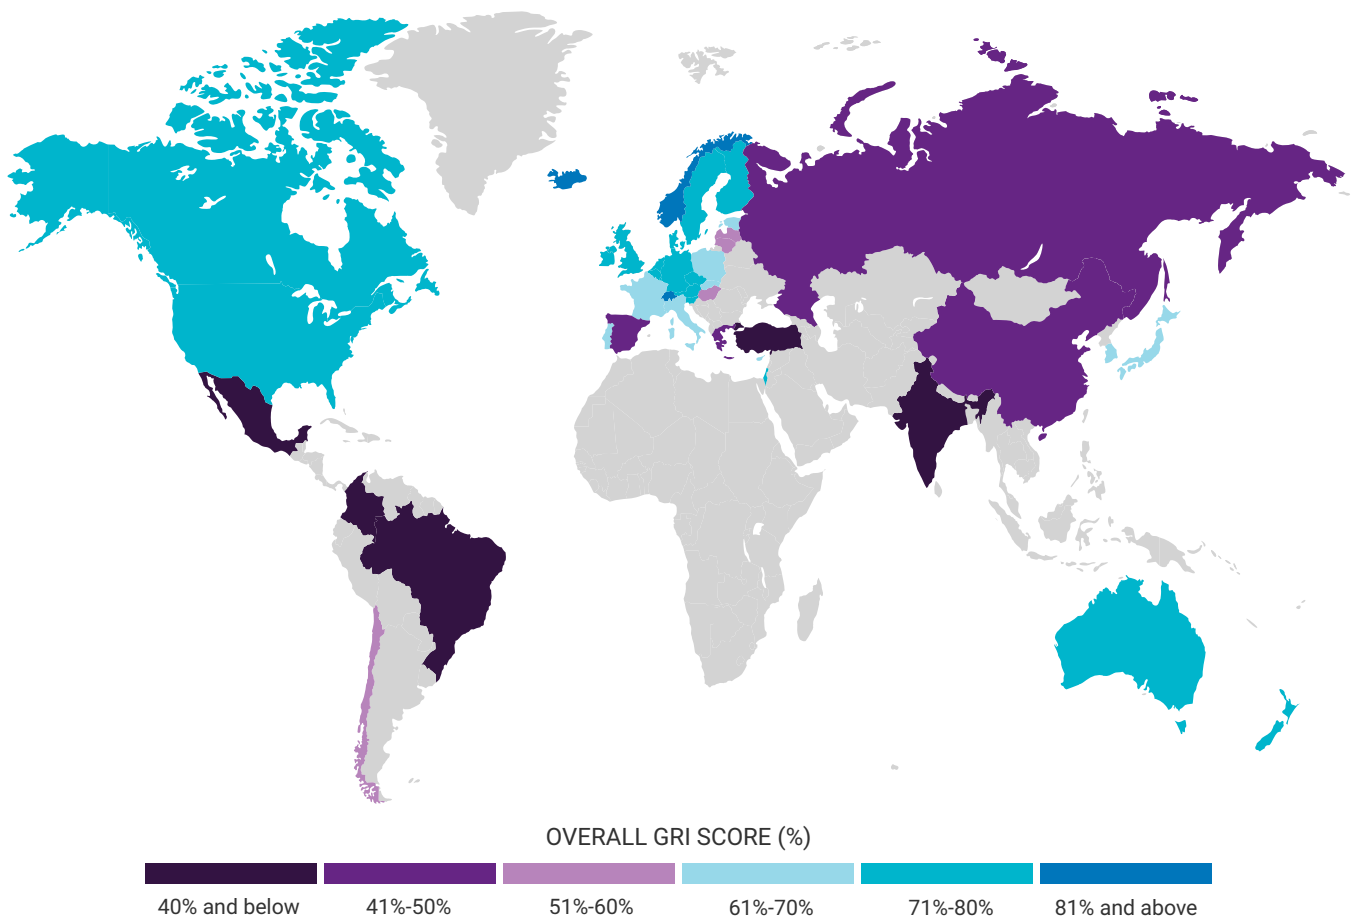 OVERALL GRI SCORE (%)
40% and below
41%-50%
51%-60%
61%-70%
71%-80%
81% and above